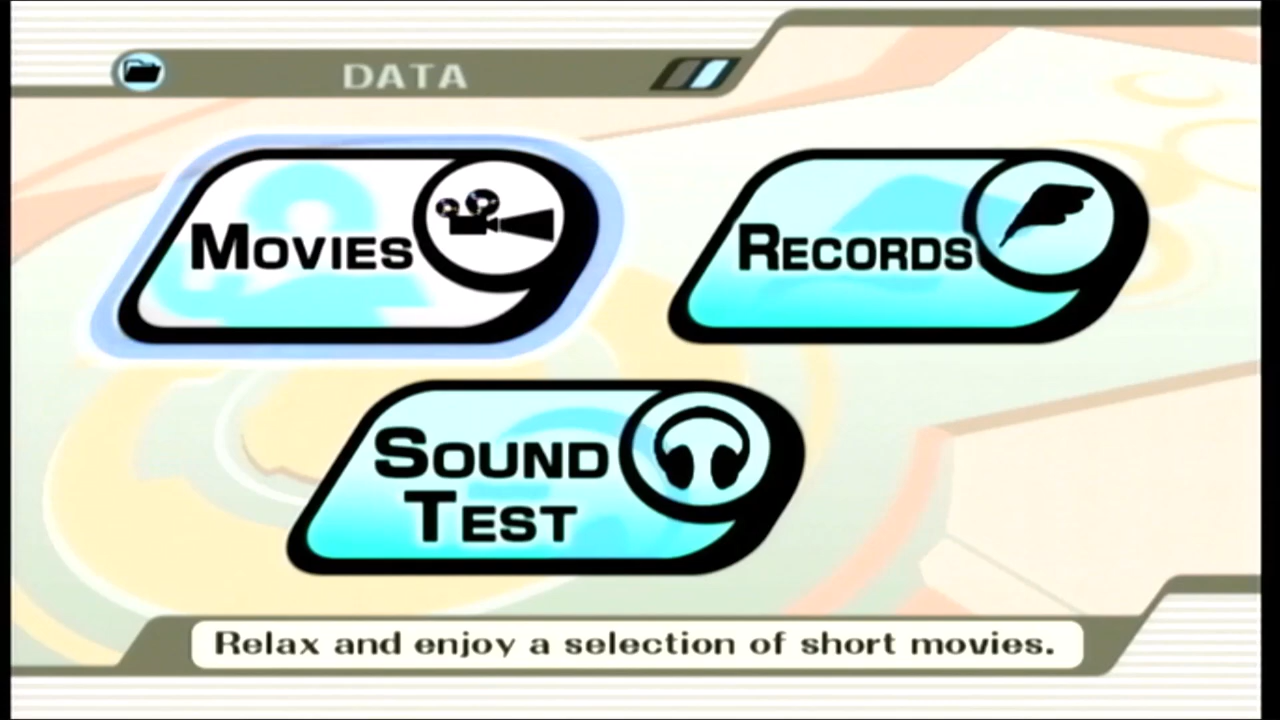 DATA
MOVIES
RECORDS
SOUND
TEST
Relax and enjoy a selection of short movies.